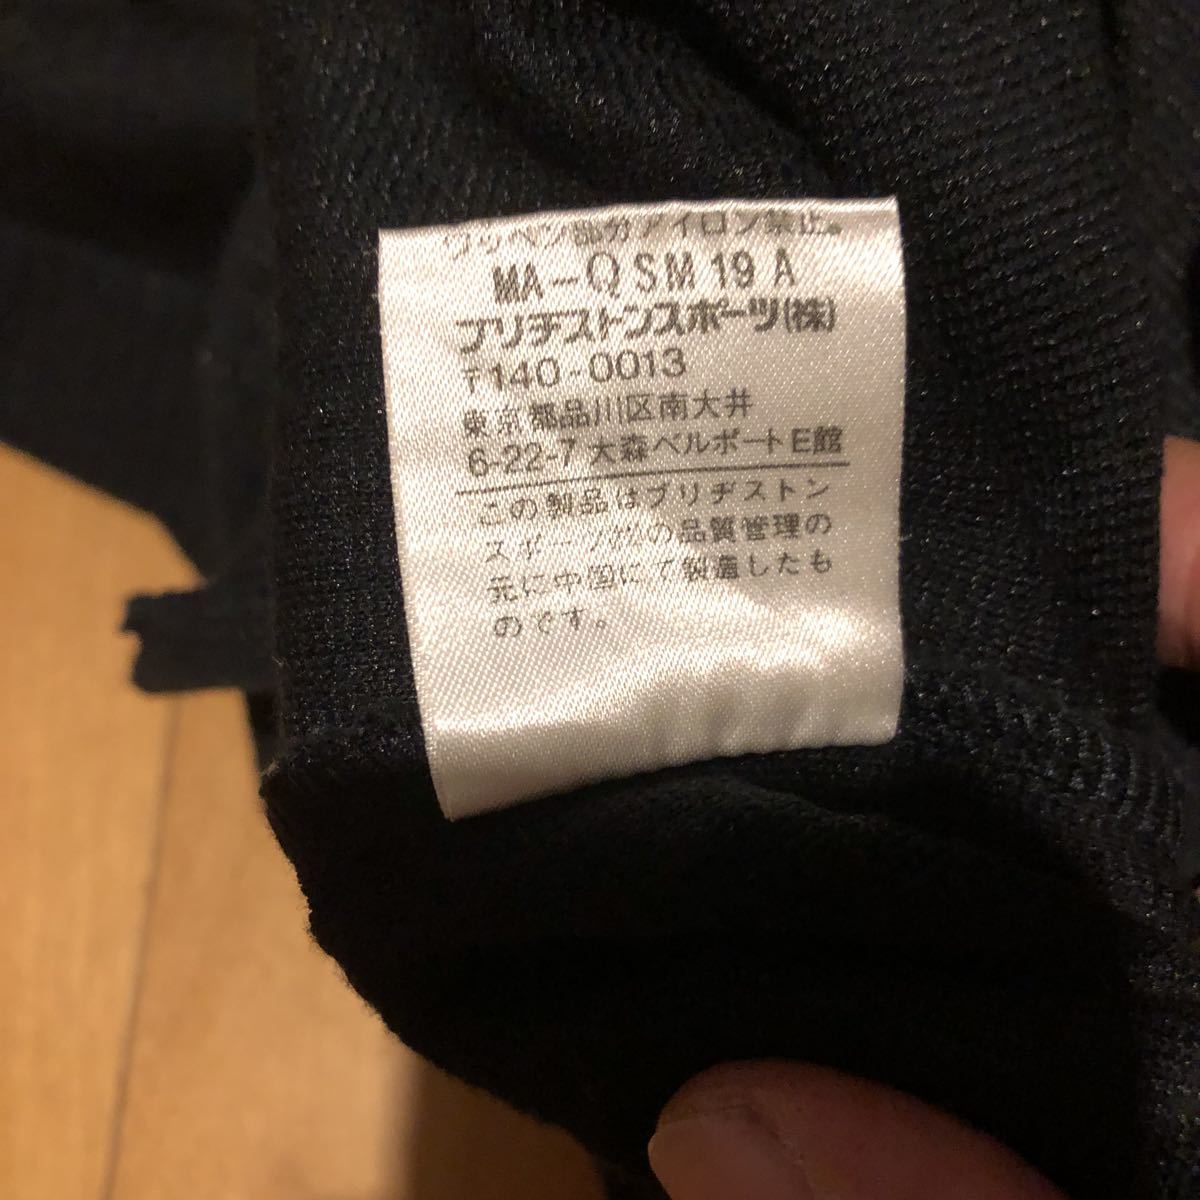 ワッペン部分アイロン禁止。
MA-QSM19A
ブリヂストンスポーツ(株)
〒140-0013
東京都品川区南大井
6-22-7 大森ベルポートE館
この製品はブリヂストン
スポーツ㈱の品質管理の
元に中国にて製造したも
のです。